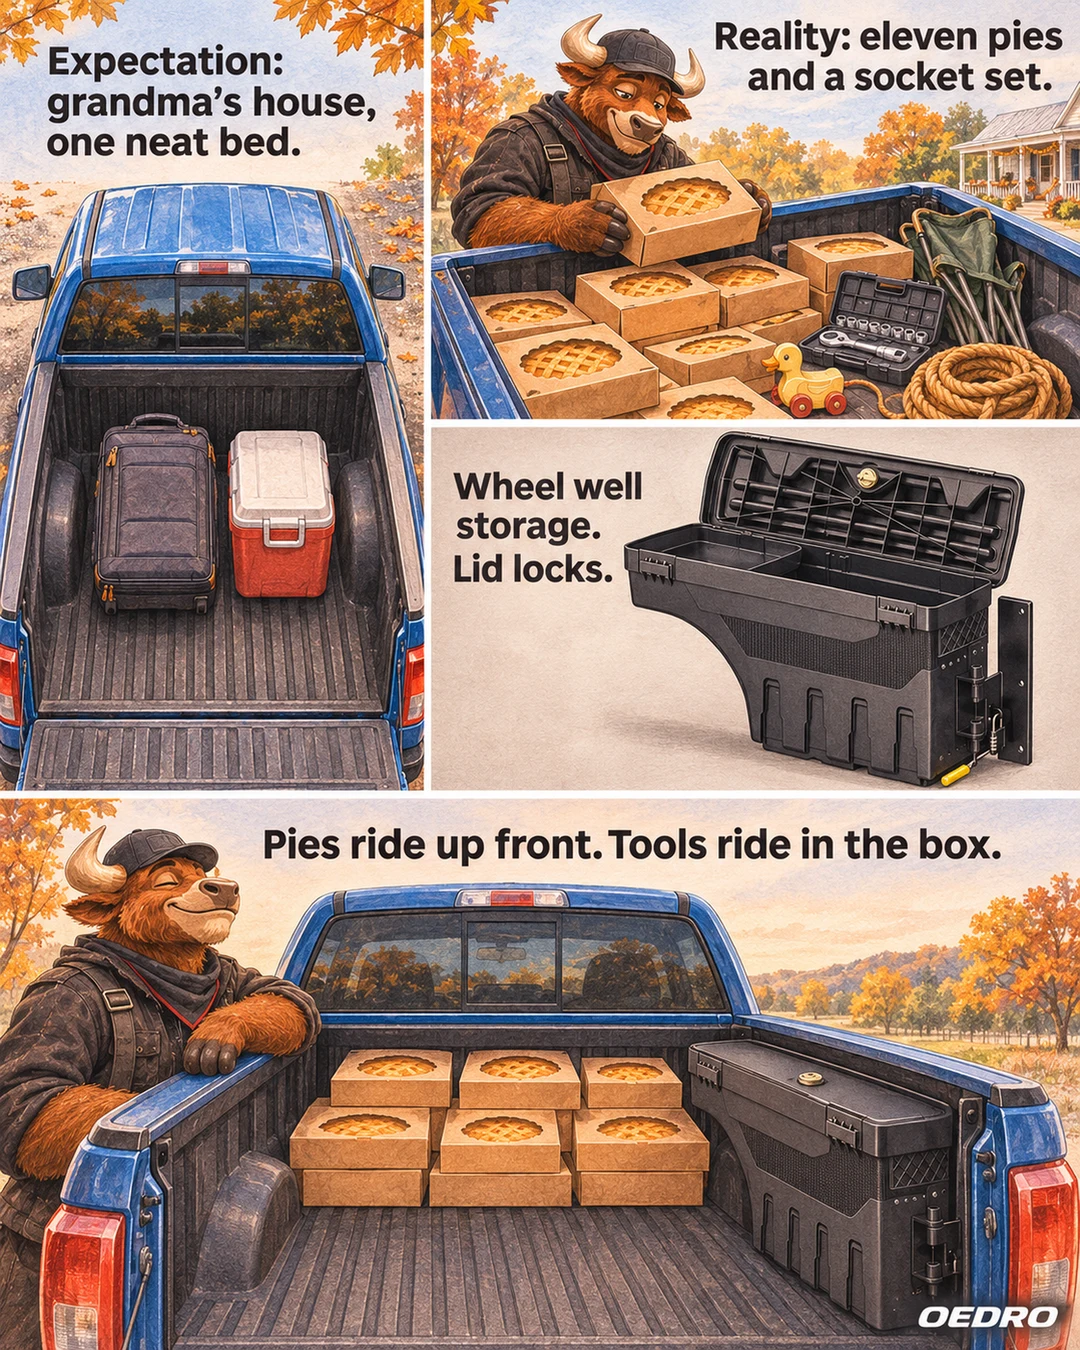 Expectation:
grandma's house,
one neat bed.
Reality: eleven pies
and a socket set.
Wheel well
storage.
Lid locks.
Pies ride up front. Tools ride in the box.
OEDRO